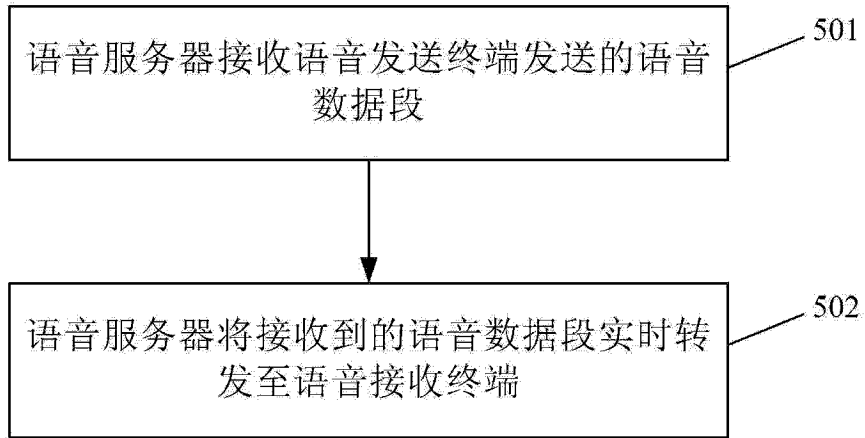 语音服务器接收语音发送终端发送的语音
数据段
501
语音服务器将接收到的语音数据段实时转
发至语音接收终端
502